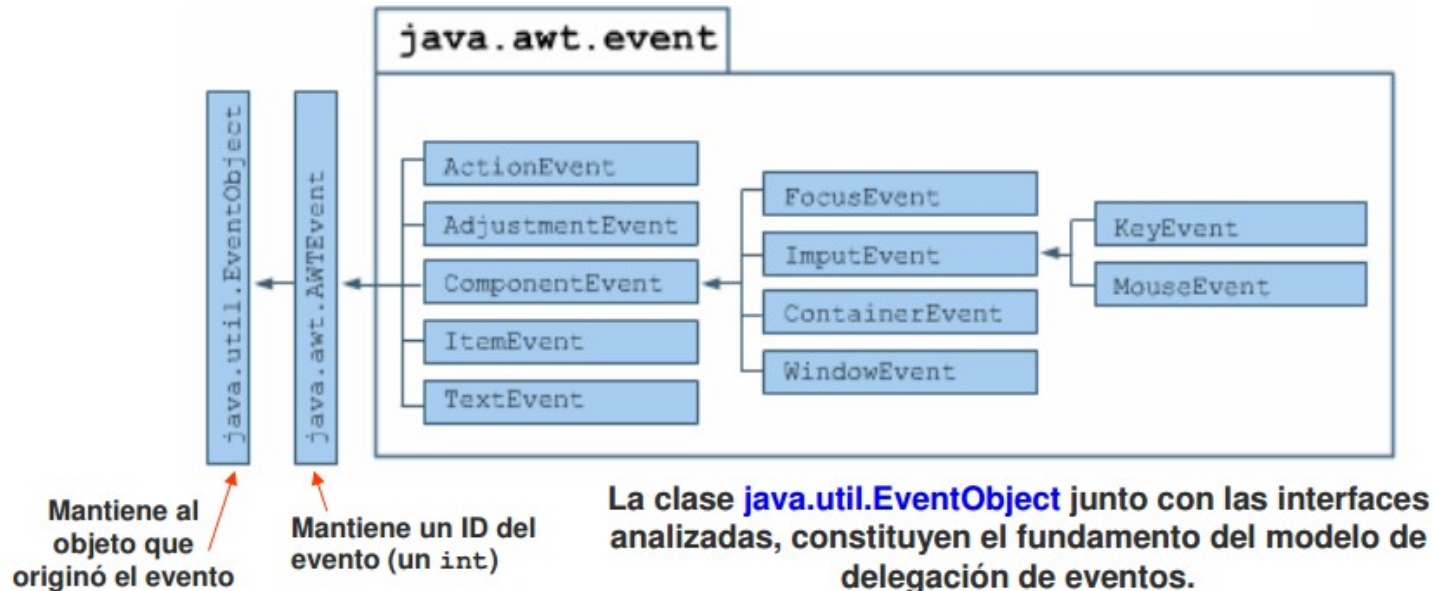 java.awt.event
java.util.EventObject
java.awt.AWTEvent
ActionEvent
AdjustmentEvent
ComponentEvent
ItemEvent
TextEvent
FocusEvent
ImputEvent
ContainerEvent
WindowEvent
KeyEvent
MouseEvent
Mantiene al
objeto que
originó el evento
Mantiene un ID del
evento (un int)
La clase java.util.EventObject junto con las interfaces
analizadas, constituyen el fundamento del modelo de
delegación de eventos.